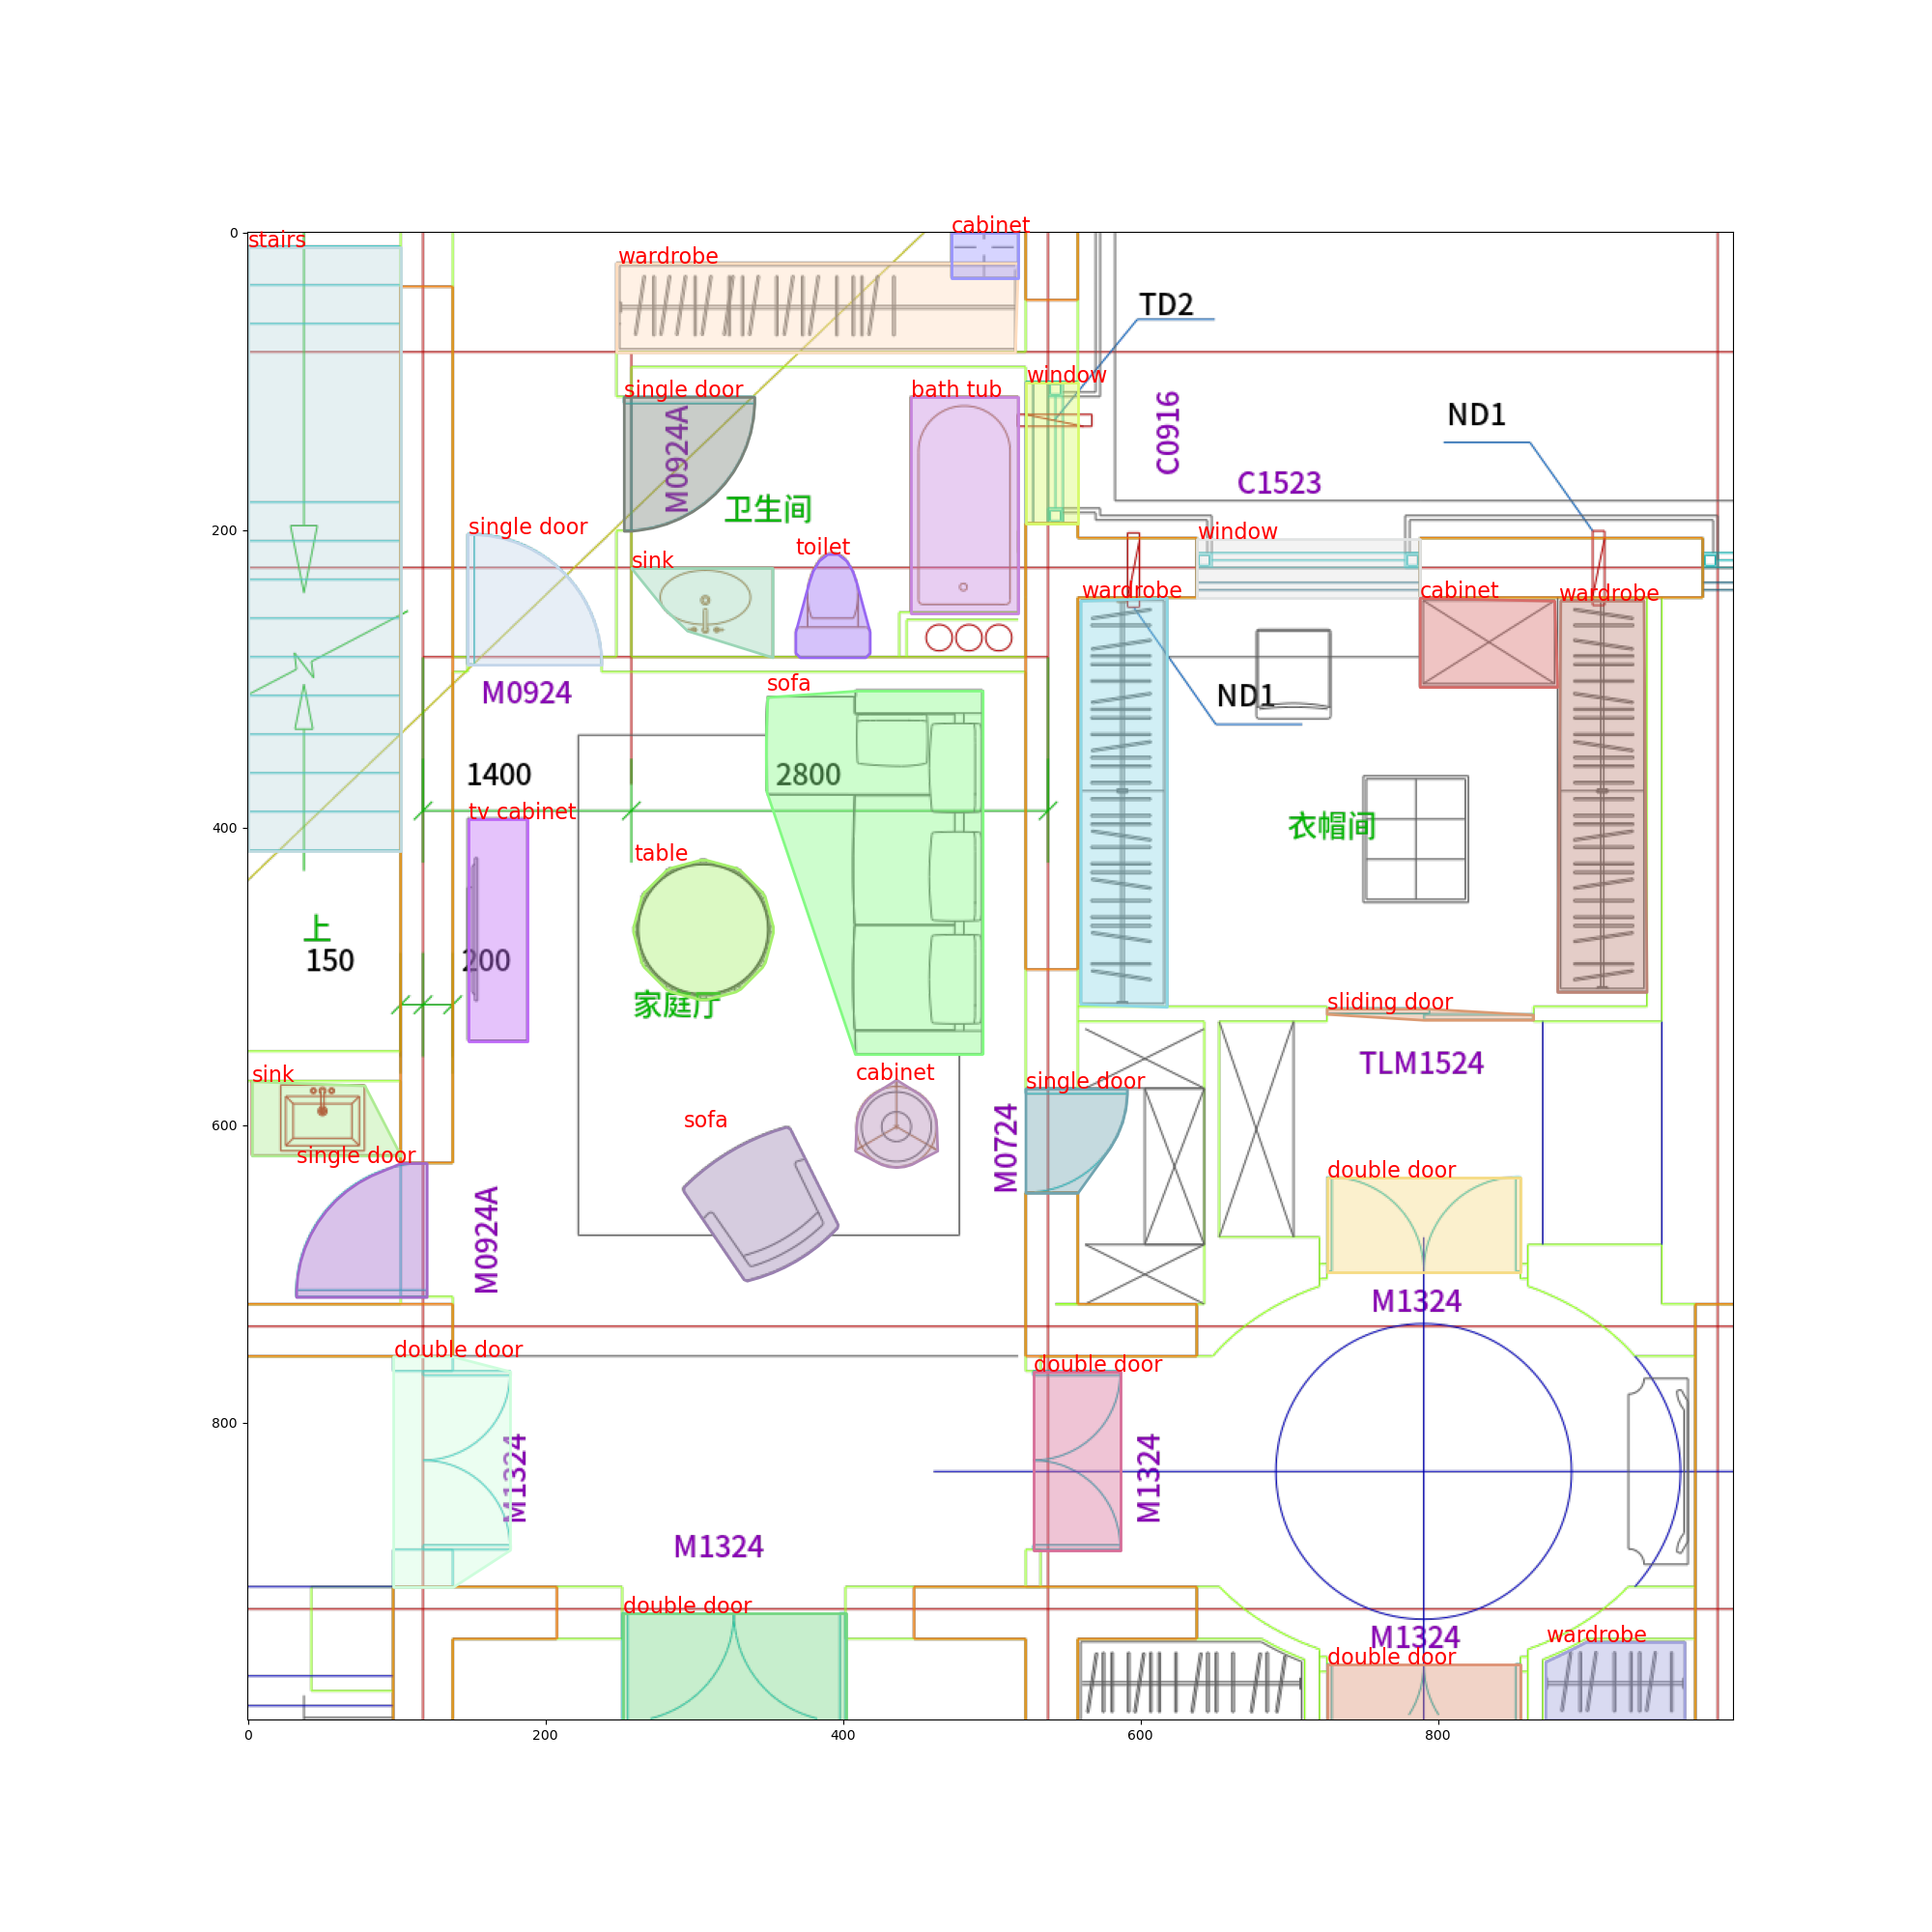 cabinet
0
stairs
wardrobe
TD2
window
single door
bath tub
M0924A
C0916
ND1
C1523
卫生间
200
single door
toilet
window
sink
wardrobe
cabinet
wardrobe
M0924
sofa
ND1
1400
2800
tv cabinet
400
衣帽间
table
上
150
200
家庭厅
sliding door
TLM1524
sink
cabinet
single door
600
sofa
M0724
single door
double door
M0924A
M1324
double door
double door
800
M1324
M1324
M1324
double door
M1324
wardrobe
double door
0
200
400
600
800